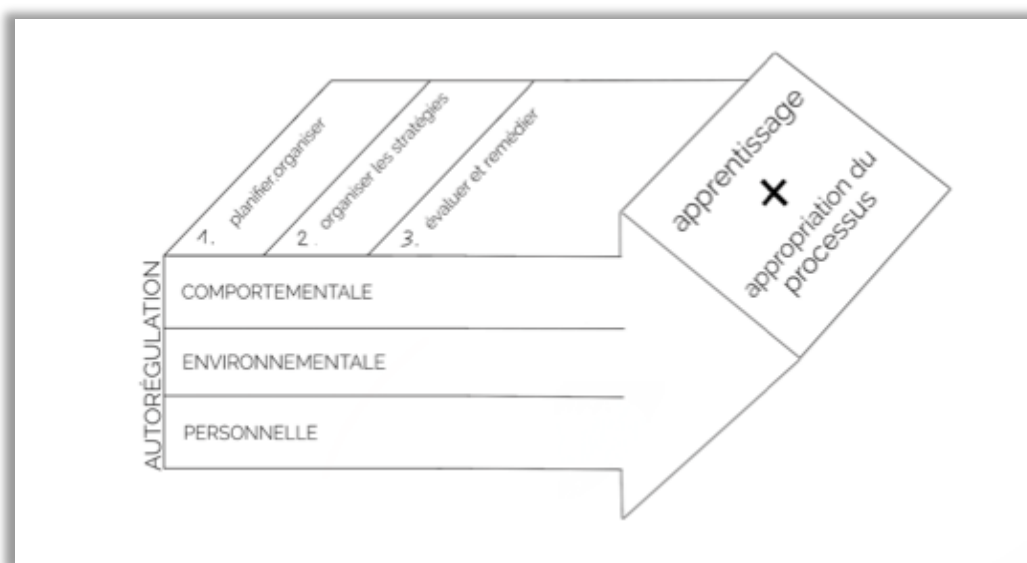 1. planifier.organiser
2. organiser les stratégies
3. évaluer et remédier
apprentissage
×
appropriation du
processus
AUTORÉGULATION
COMPORTEMENTALE
ENVIRONNEMENTALE
PERSONNELLE